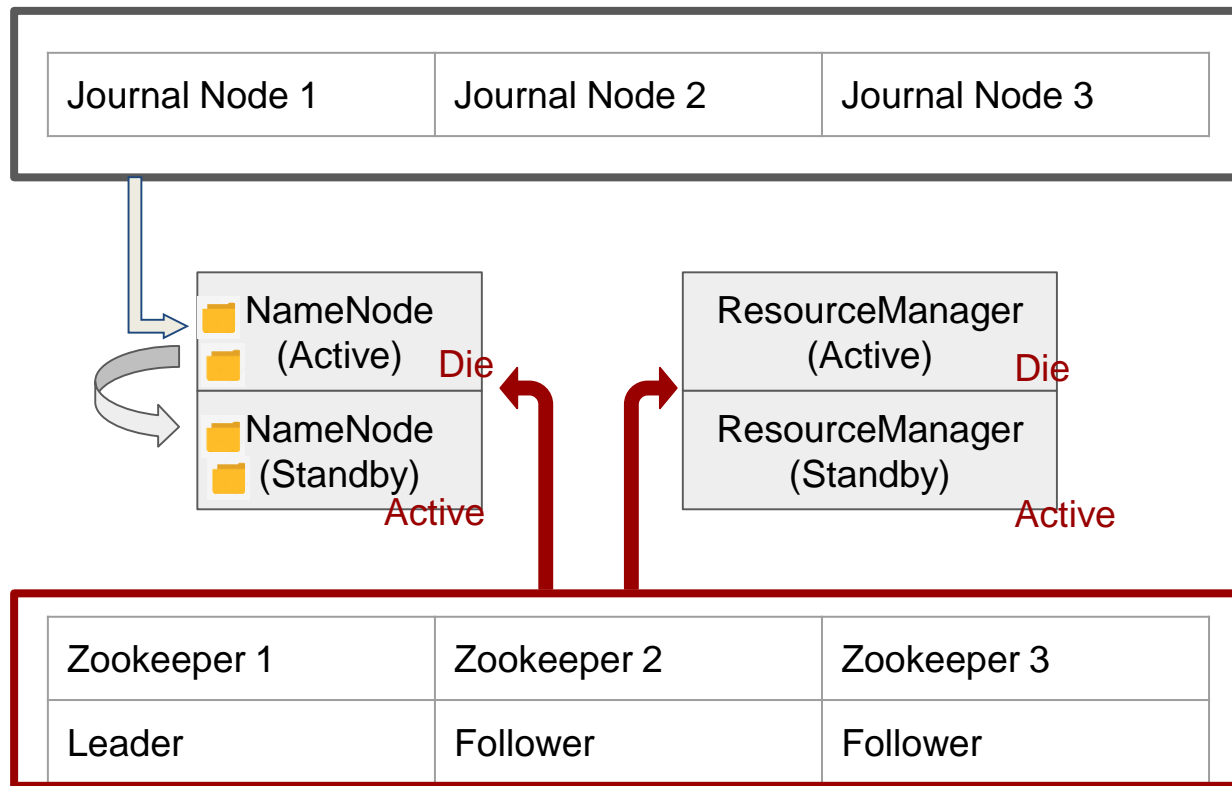 Journal Node 1
Journal Node 2
Journal Node 3
NameNode
(Active)
Die
NameNode
(Standby)
Active
ResourceManager
(Active)
Die
ResourceManager
(Standby)
Active
Zookeeper 1
Zookeeper 2
Zookeeper 3
Leader
Follower
Follower